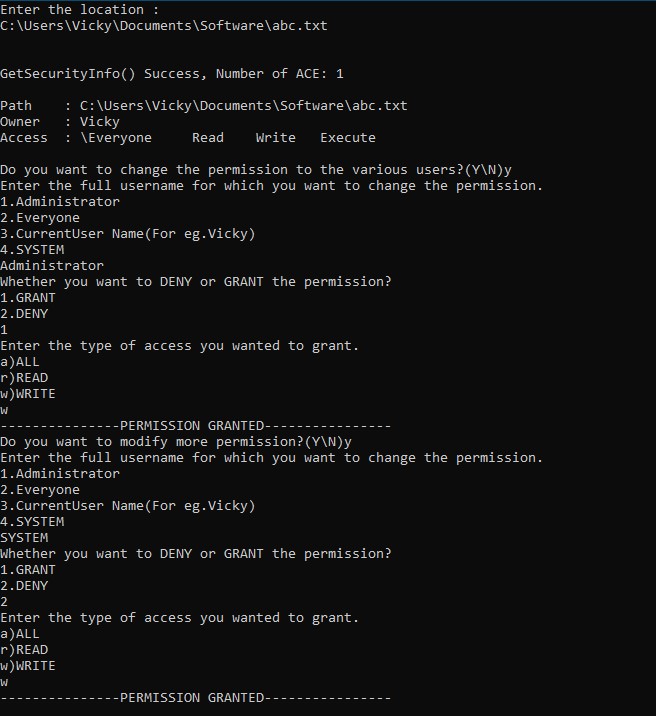 Enter the location :
C:\Users\Vicky\Documents\Software\abc.txt
GetSecurityInfo() Success, Number of ACE: 1
Path    : C:\Users\Vicky\Documents\Software\abc.txt
Owner   : Vicky
Access  : \Everyone     Read    Write   Execute
Do you want to change the permission to the various users?(Y\N)y
Enter the full username for which you want to change the permission.
1.Administrator
2.Everyone
3.CurrentUser Name(For eg.Vicky)
4.SYSTEM
Administrator
Whether you want to DENY or GRANT the permission?
1.GRANT
2.DENY
1
Enter the type of access you wanted to grant.
a)ALL
r)READ
w)WRITE
w
---------------PERMISSION GRANTED----------------
Do you want to modify more permission?(Y\N)y
Enter the full username for which you want to change the permission.
1.Administrator
2.Everyone
3.CurrentUser Name(For eg.Vicky)
4.SYSTEM
SYSTEM
Whether you want to DENY or GRANT the permission?
1.GRANT
2.DENY
2
Enter the type of access you wanted to grant.
a)ALL
r)READ
w)WRITE
w
---------------PERMISSION GRANTED----------------